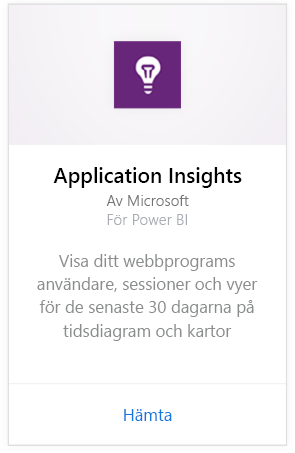 Application Insights
Av Microsoft
För Power BI
Visa ditt webbprograms
användare, sessioner och vyer
för de senaste 30 dagarna på
tidsdiagram och kartor
Hämta